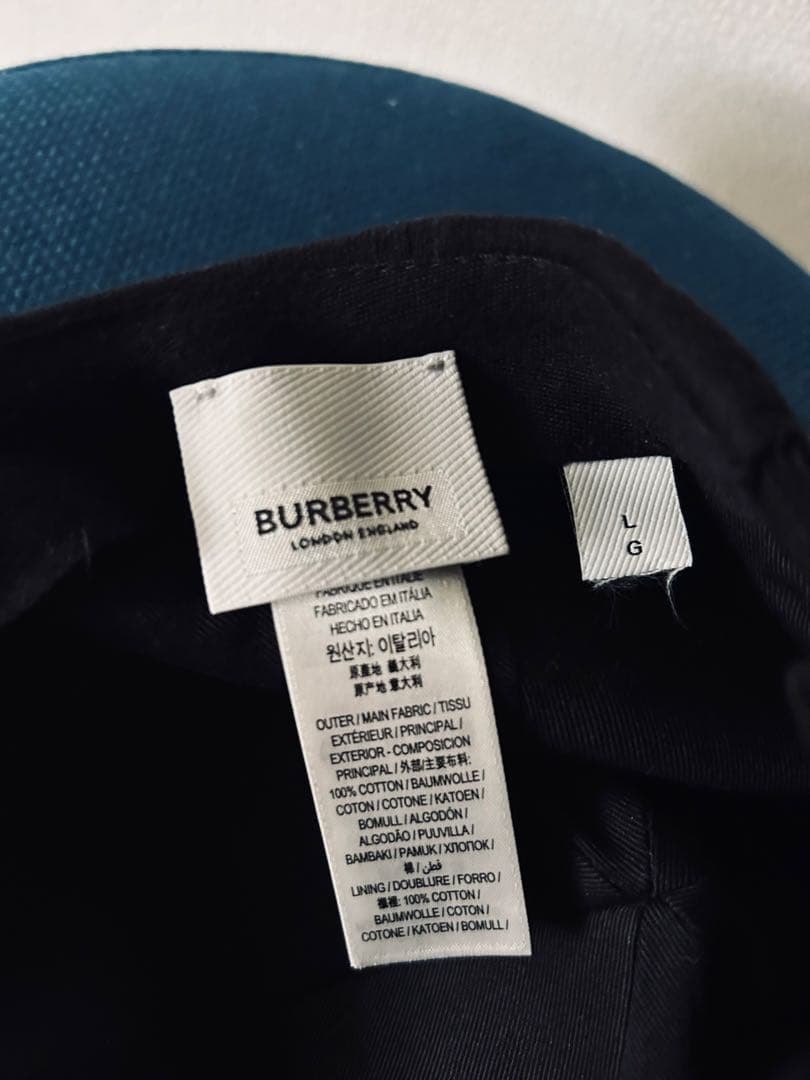 BURBERRY
LONDON ENGLAND
L
G
FABRIQUÉ EN ITALIE
FABRICADO EM ITÁLIA
HECHO EN ITALIA
원산지: 이탈리아
原產地 義大利
原产地 意大利
OUTER / MAIN FABRIC / TISSU
EXTÉRIEUR / PRINCIPAL /
EXTERIOR - COMPOSICION
PRINCIPAL / 外部/主要布料:
100% COTTON / BAUMWOLLE /
COTON / COTONE / KATOEN /
BOMULL / ALGODÓN /
ALGODÃO / PUUVILLA /
BAMBAKI / PAMUK / ХЛОПОК /
棉 / قطن /
LINING / DOUBLURE / FORRO /
裡: 100% COTTON /
BAUMWOLLE / COTON /
COTONE / KATOEN / BOMULL /